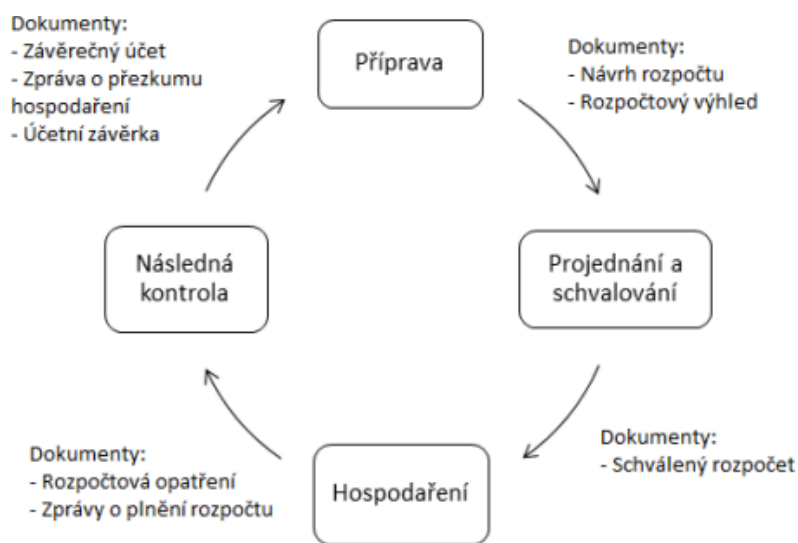 Dokumenty:
- Závěrečný účet
- Zpráva o přezkumu
hospodaření
- Účetní závěrka
Příprava
Dokumenty:
- Návrh rozpočtu
- Rozpočtový výhled
Následná
kontrola
Projednání a
schvalování
Dokumenty:
- Rozpočtová opatření
- Zprávy o plnění rozpočtu
Hospodaření
Dokumenty:
- Schválený rozpočet